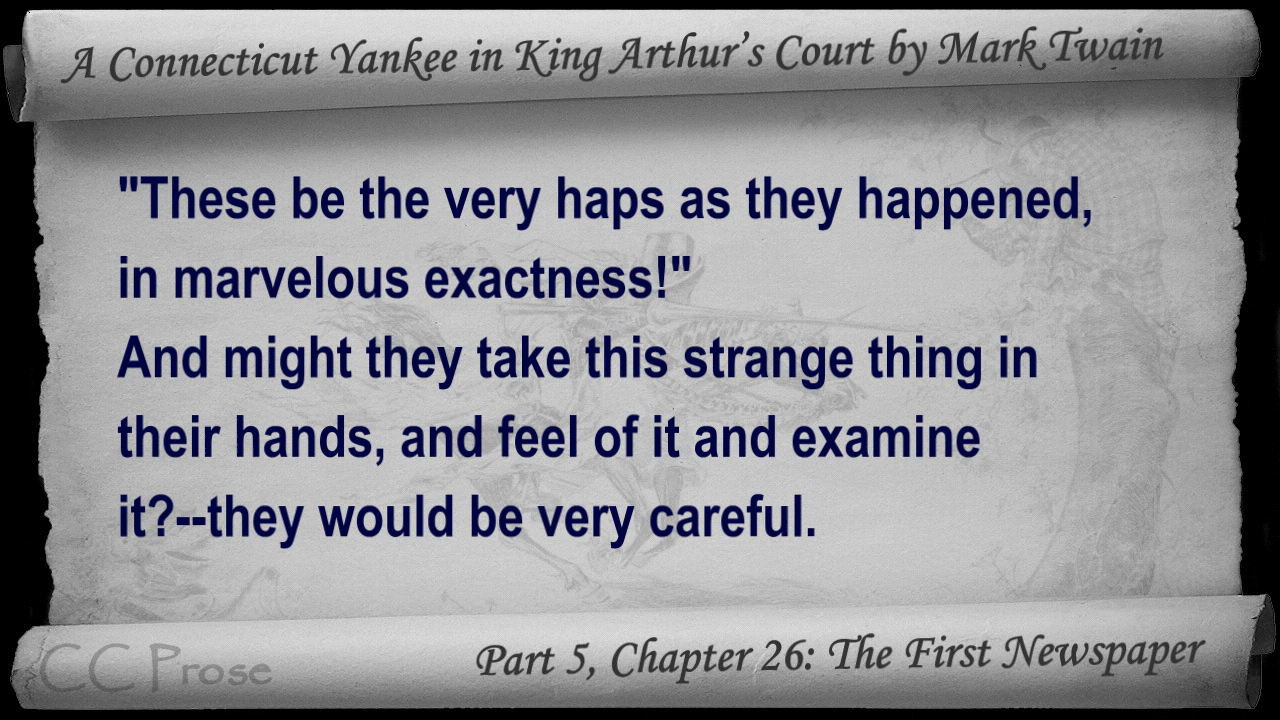 A Connecticut Yankee in King Arthur's Court by Mark Twain
"These be the very haps as they happened,
in marvelous exactness!"
And might they take this strange thing in
their hands, and feel of it and examine
it?--they would be very careful.
CC Prose
Part 5, Chapter 26: The First Newspaper